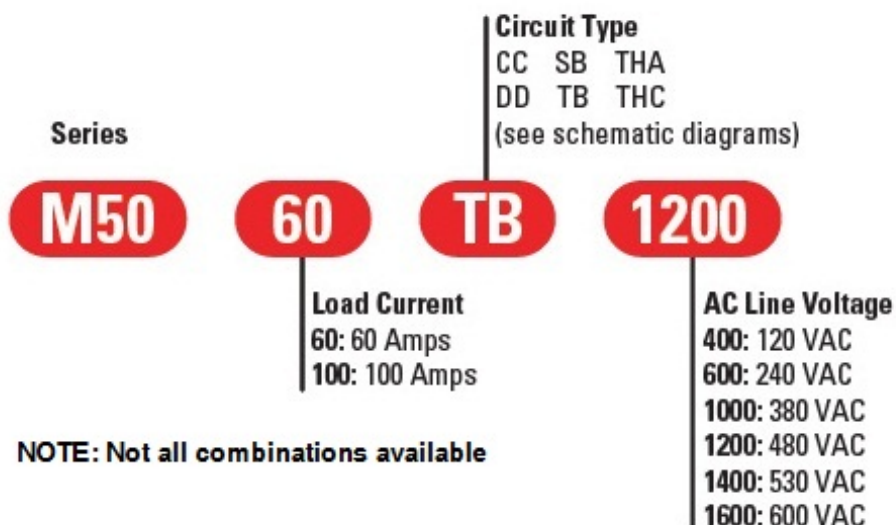 Circuit Type
CC SB THA
DD TB THC
(see schematic diagrams)
Series
M50 60 TB 1200
Load Current
60: 60 Amps
100: 100 Amps
AC Line Voltage
400: 120 VAC
600: 240 VAC
1000: 380 VAC
1200: 480 VAC
1400: 530 VAC
1600: 600 VAC
NOTE: Not all combinations available